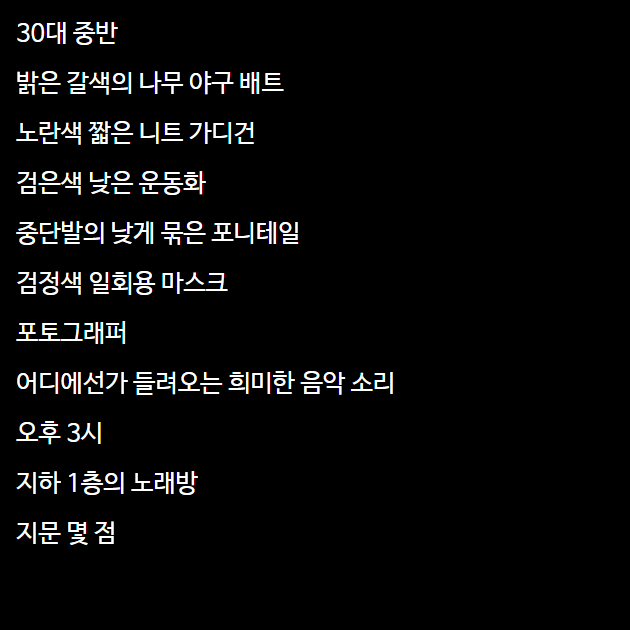 30대 중반
밝은 갈색의 나무 야구 배트
노란색 짧은 니트 가디건
검은색 낮은 운동화
중단발의 낮게 묶은 포니테일
검정색 일회용 마스크
포토그래퍼
어디에선가 들려오는 희미한 음악 소리
오후 3시
지하 1층의 노래방
지문 몇 점